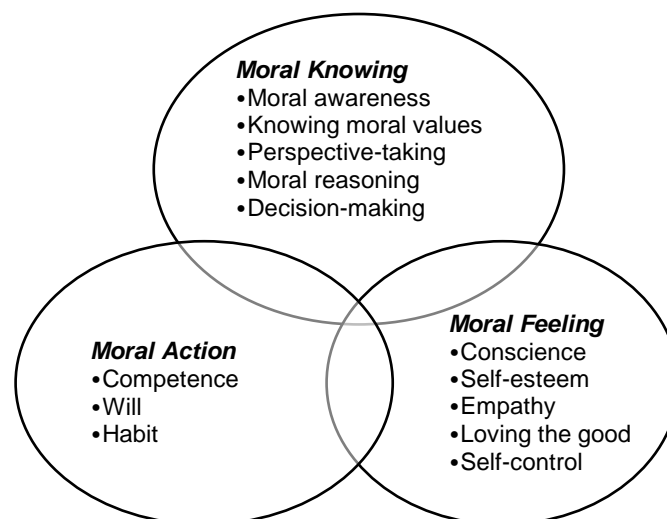 Moral Knowing
•Moral awareness
•Knowing moral values
•Perspective-taking
•Moral reasoning
•Decision-making
Moral Action
•Competence
•Will
•Habit
Moral Feeling
•Conscience
•Self-esteem
•Empathy
•Loving the good
•Self-control